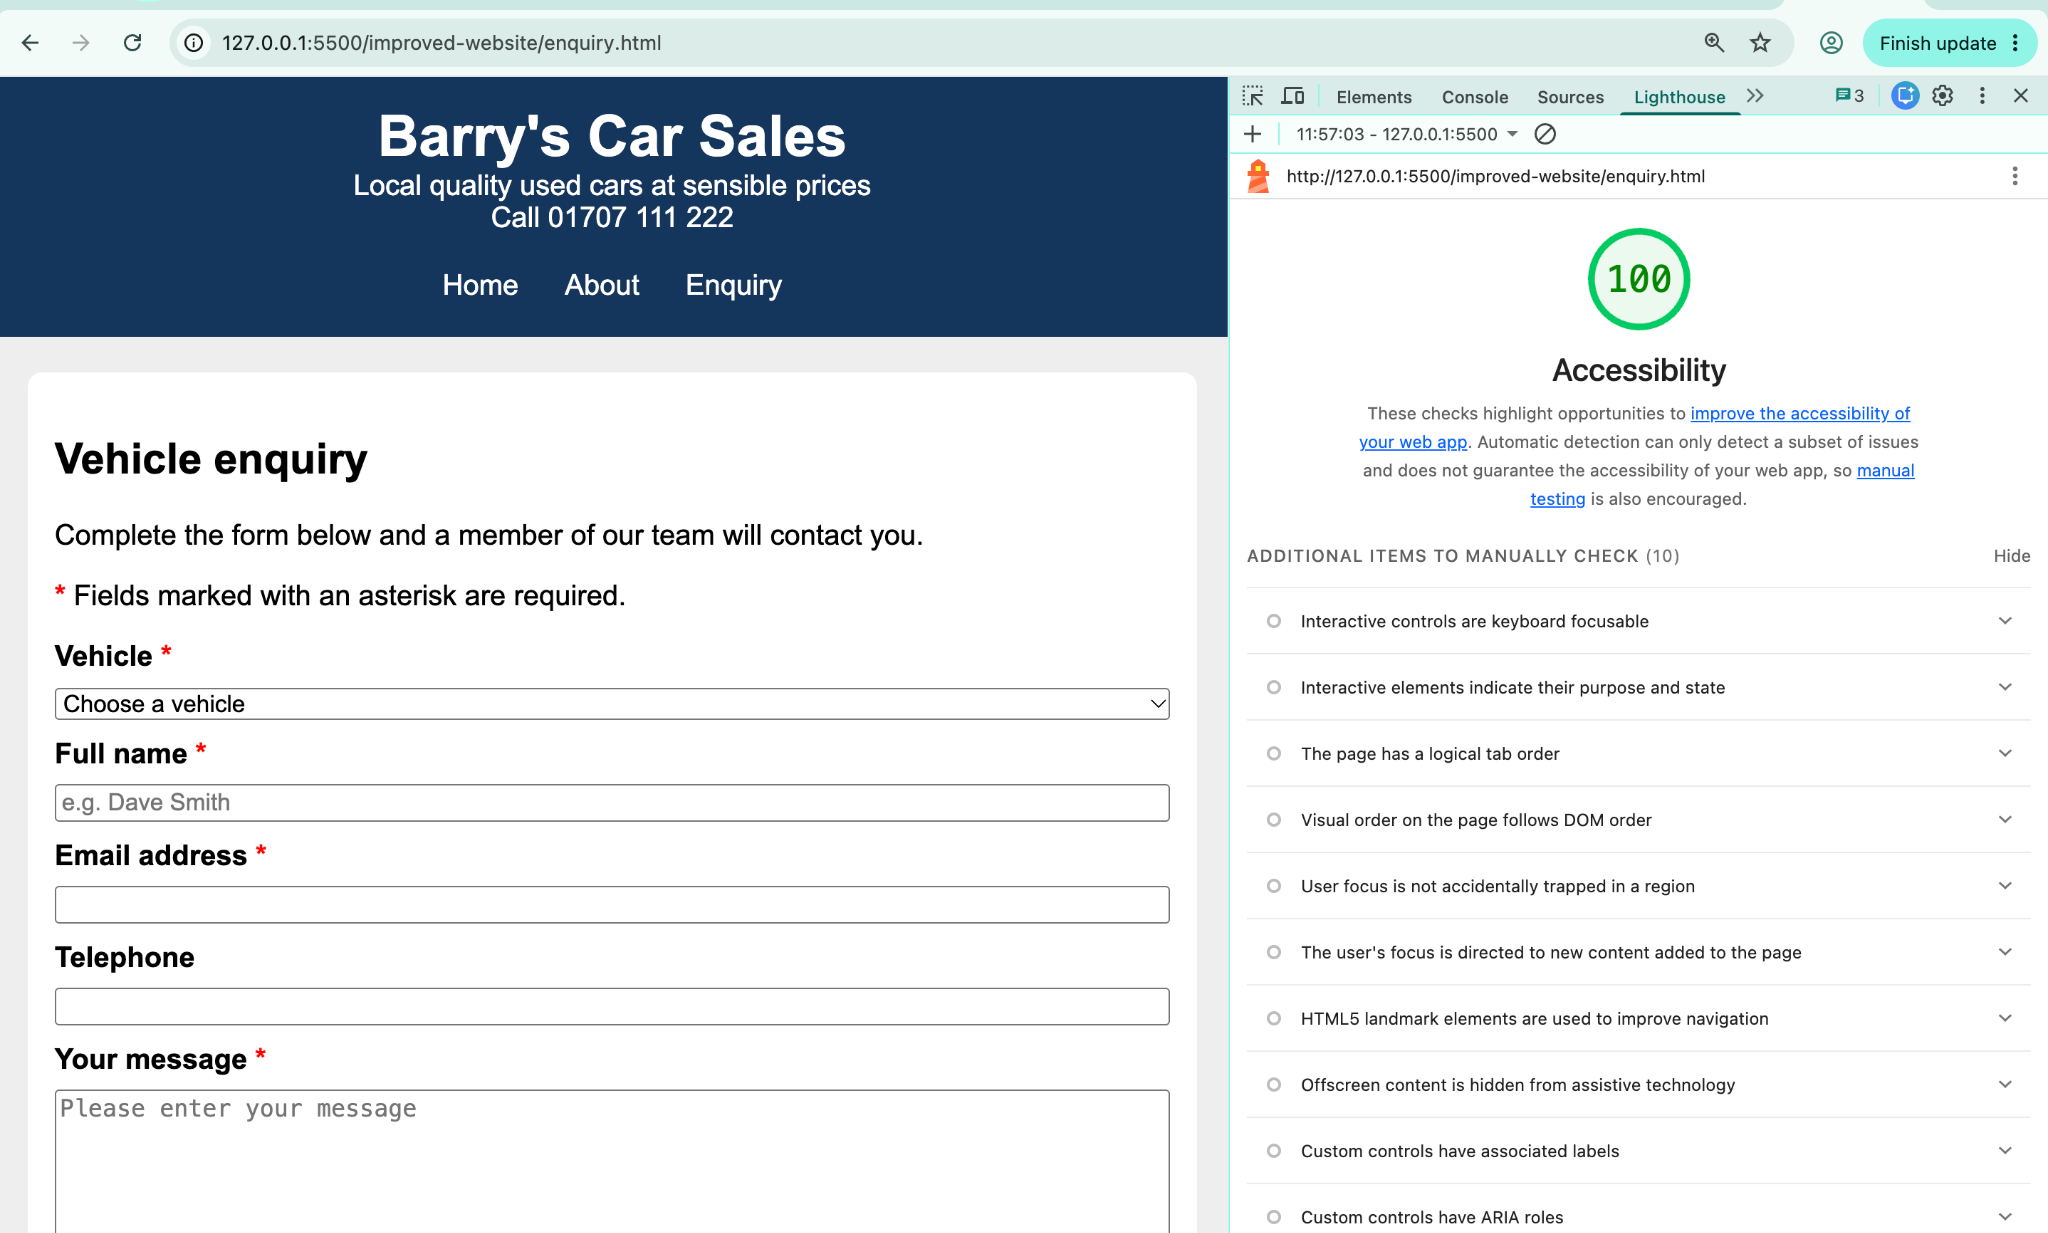 127.0.0.1:5500/improved-website/enquiry.html
Finish update
Barry's Car Sales
Local quality used cars at sensible prices
Call 01707 111 222
Home About Enquiry
Vehicle enquiry
Complete the form below and a member of our team will contact you.
* Fields marked with an asterisk are required.
Vehicle *
Choose a vehicle
Full name *
e.g. Dave Smith
Email address *
Telephone
Your message *
Please enter your message
Elements Console Sources Lighthouse 3
11:57:03 - 127.0.0.1:5500
http://127.0.0.1:5500/improved-website/enquiry.html
100
Accessibility
These checks highlight opportunities to improve the accessibility of
your web app. Automatic detection can only detect a subset of issues
and does not guarantee the accessibility of your web app, so manual
testing is also encouraged.
ADDITIONAL ITEMS TO MANUALLY CHECK (10) Hide
Interactive controls are keyboard focusable
Interactive elements indicate their purpose and state
The page has a logical tab order
Visual order on the page follows DOM order
User focus is not accidentally trapped in a region
The user's focus is directed to new content added to the page
HTML5 landmark elements are used to improve navigation
Offscreen content is hidden from assistive technology
Custom controls have associated labels
Custom controls have ARIA roles